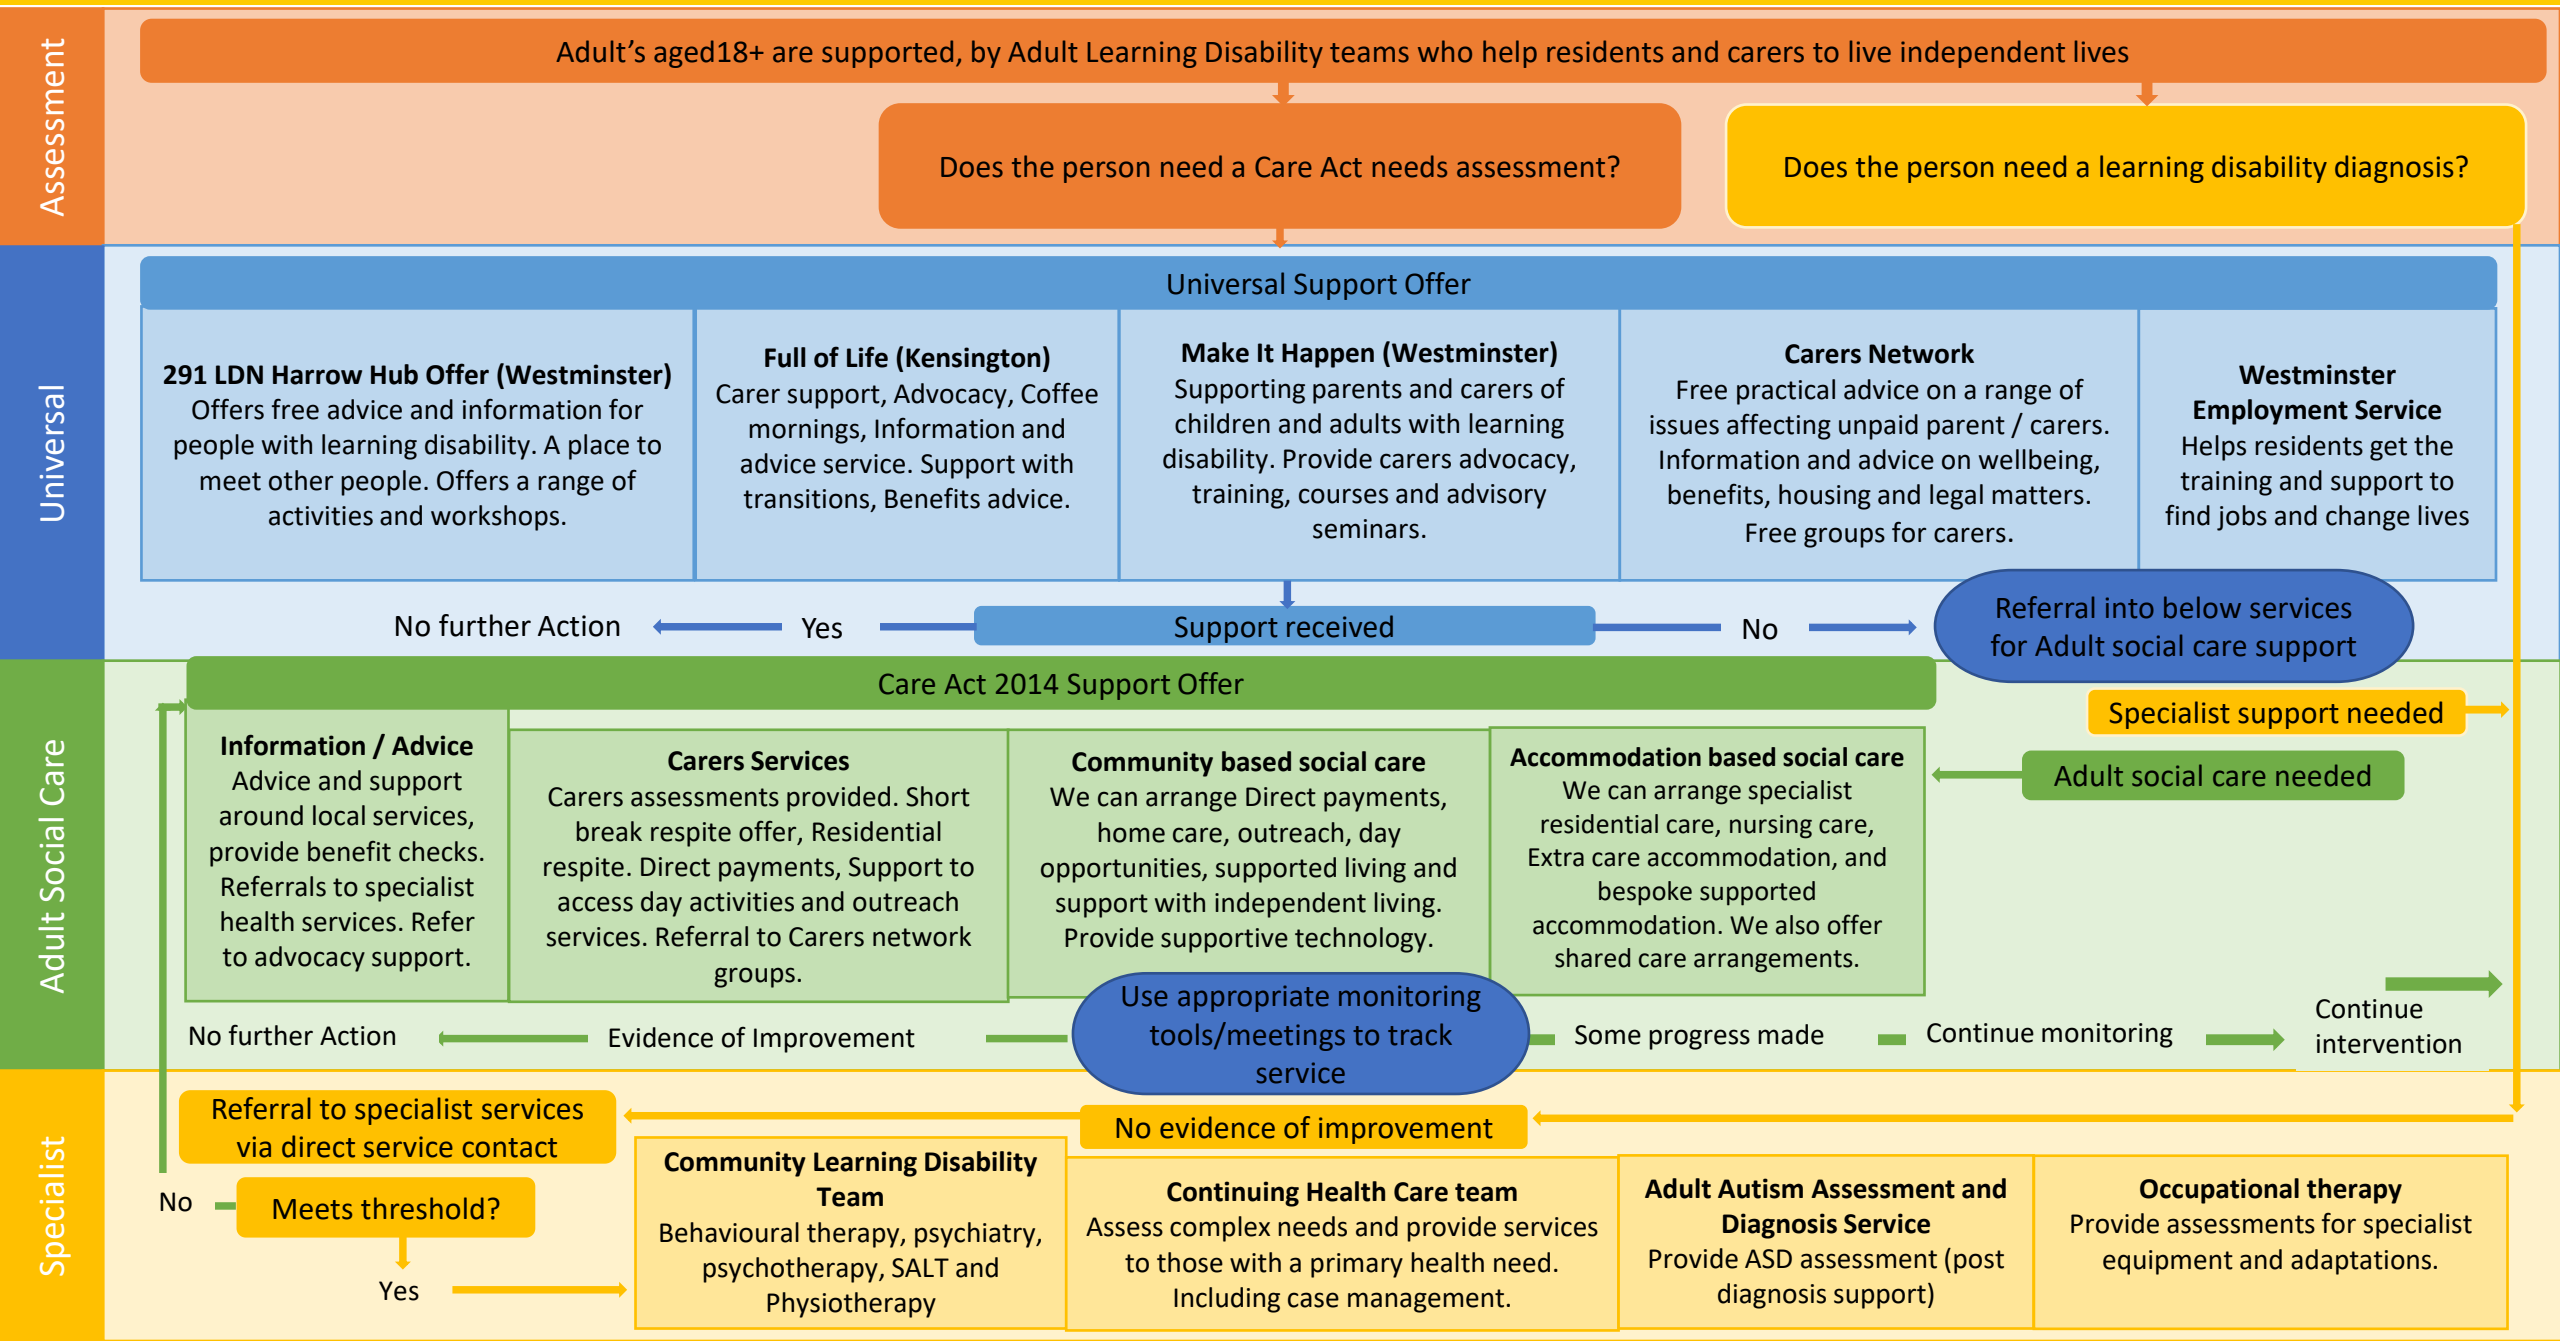 Assessment
Adult's aged18+ are supported, by Adult Learning Disability teams who help residents and carers to live independent lives
Does the person need a Care Act needs assessment?
Does the person need a learning disability diagnosis?
Universal
Universal Support Offer
291 LDN Harrow Hub Offer (Westminster)
Offers free advice and information for
people with learning disability. A place to
meet other people. Offers a range of
activities and workshops.
Full of Life (Kensington)
Carer support, Advocacy, Coffee
mornings, Information and
advice service. Support with
transitions, Benefits advice.
Make It Happen (Westminster)
Supporting parents and carers of
children and adults with learning
disability. Provide carers advocacy,
training, courses and advisory
seminars.
Carers Network
Free practical advice on a range of
issues affecting unpaid parent / carers.
Information and advice on wellbeing,
benefits, housing and legal matters.
Free groups for carers.
Westminster
Employment Service
Helps residents get the
training and support to
find jobs and change lives
No further Action
Yes
Support received
No
Referral into below services
for Adult social care support
Adult Social Care
Care Act 2014 Support Offer
Specialist support needed
Adult social care needed
Information / Advice
Advice and support
around local services,
provide benefit checks.
Referrals to specialist
health services. Refer
to advocacy support.
Carers Services
Carers assessments provided. Short
break respite offer, Residential
respite. Direct payments, Support to
access day activities and outreach
services. Referral to Carers network
groups.
Community based social care
We can arrange Direct payments,
home care, outreach, day
opportunities, supported living and
support with independent living.
Provide supportive technology.
Accommodation based social care
We can arrange specialist
residential care, nursing care,
Extra care accommodation, and
bespoke supported
accommodation. We also offer
shared care arrangements.
No further Action
Evidence of Improvement
Use appropriate monitoring
tools/meetings to track
service
Some progress made
Continue monitoring
Continue
intervention
Specialist
Referral to specialist services
via direct service contact
No evidence of improvement
No
Meets threshold?
Yes
Community Learning Disability
Team
Behavioural therapy, psychiatry,
psychotherapy, SALT and
Physiotherapy
Continuing Health Care team
Assess complex needs and provide services
to those with a primary health need.
Including case management.
Adult Autism Assessment and
Diagnosis Service
Provide ASD assessment (post
diagnosis support)
Occupational therapy
Provide assessments for specialist
equipment and adaptations.